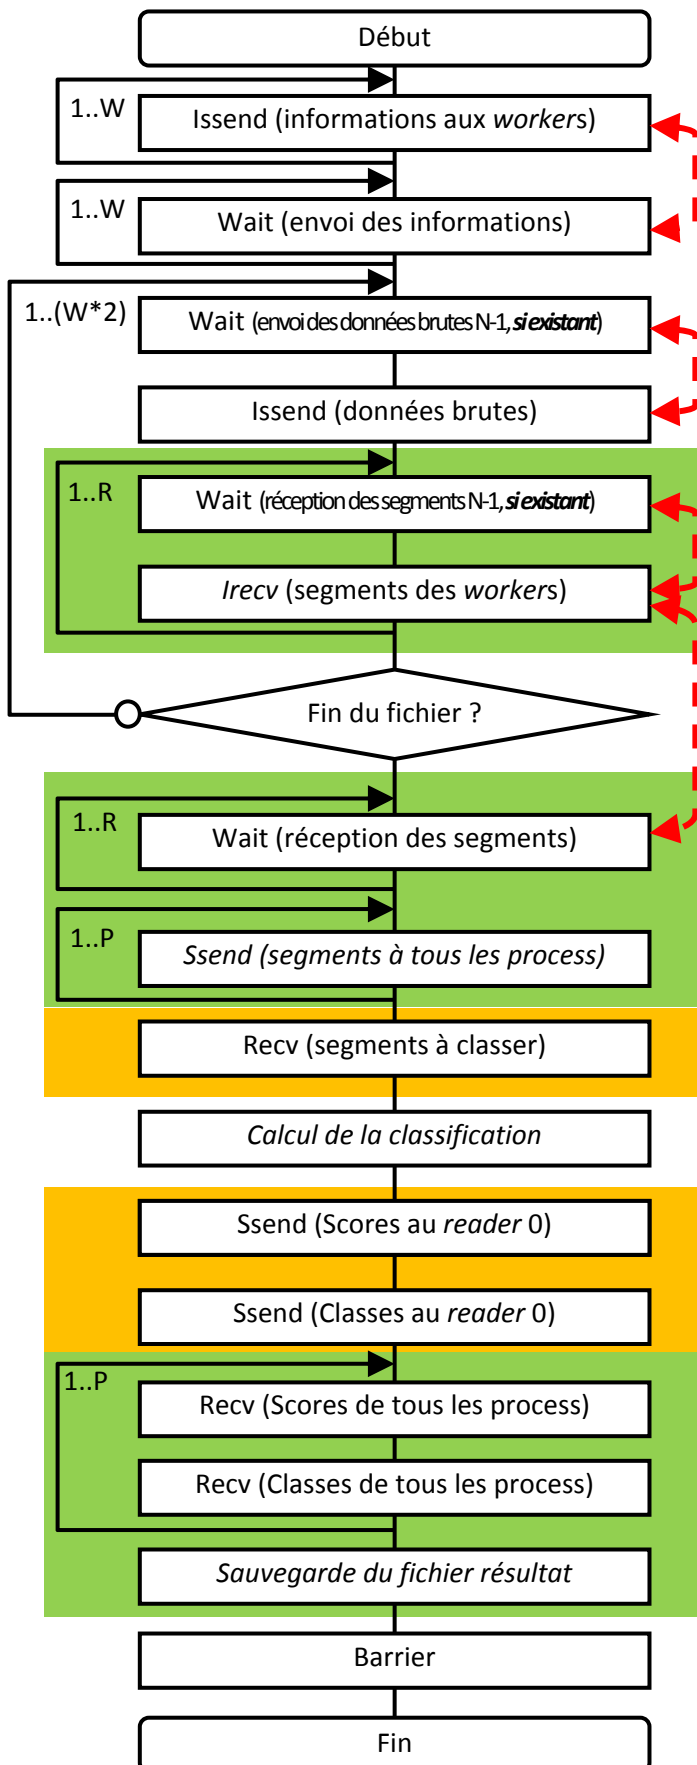 Début
1..W
Issend (informations aux workers)
1..W
Wait (envoi des informations)
1..(W*2)
Wait (envoi des données brutes N-1, si existant)
Issend (données brutes)
1..R
Wait (réception des segments N-1, si existant)
Irecv (segments des workers)
Fin du fichier ?
1..R
Wait (réception des segments)
1..P
Ssend (segments à tous les process)
Recv (segments à classer)
Calcul de la classification
Ssend (Scores au reader 0)
Ssend (Classes au reader 0)
1..P
Recv (Scores de tous les process)
Recv (Classes de tous les process)
Sauvegarde du fichier résultat
Barrier
Fin